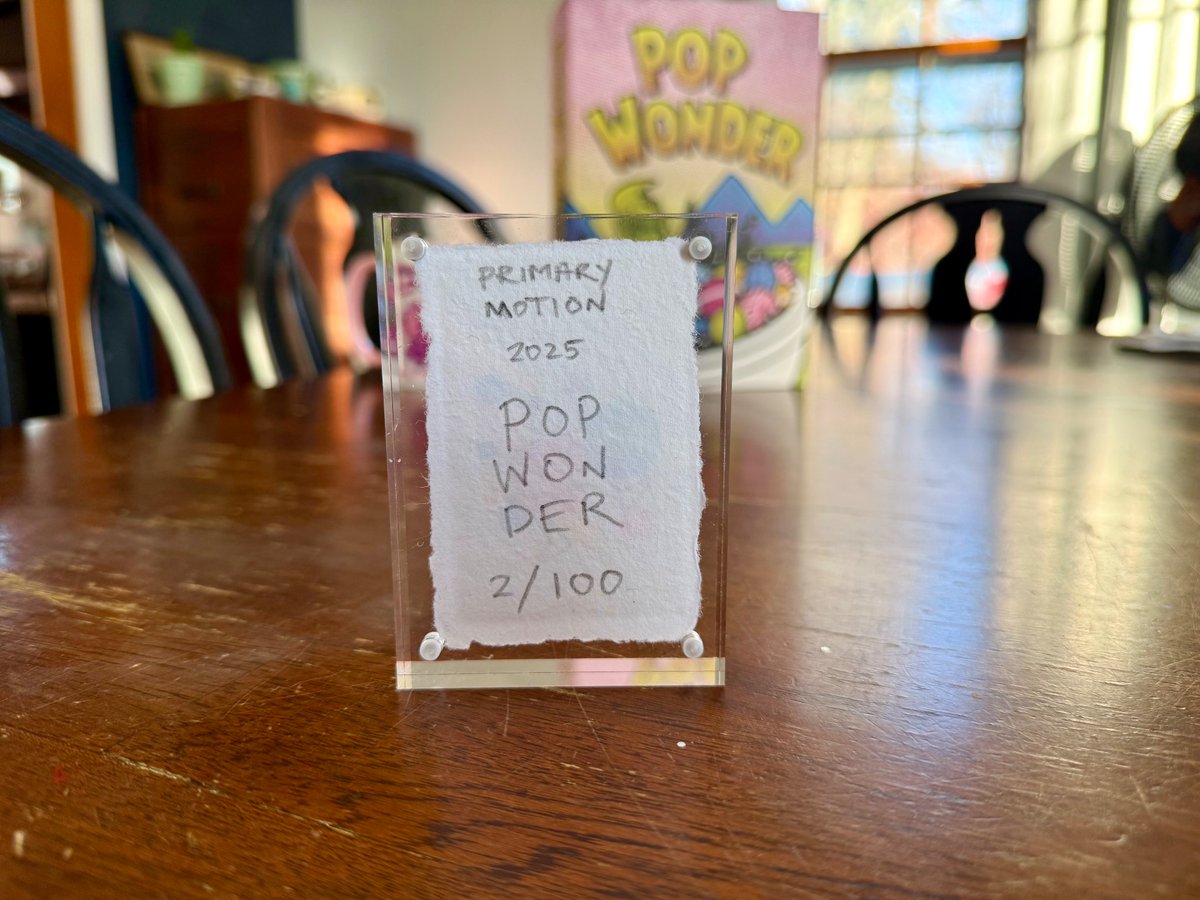 POP
WONDER
PRIMARY
MOTION
2025
POP
WON
DER
2/100